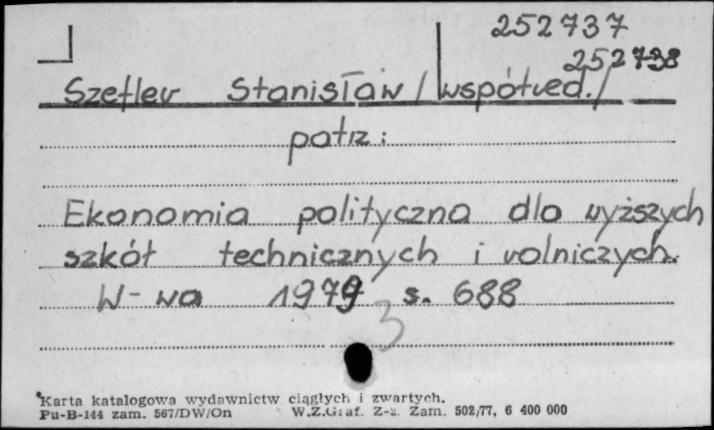 252737
252738
Szefler Stanisław /współred./
patrz:
Ekonomia polityczna dla wyższych
szkół technicznych i rolniczych.
W-wa 1979 s. 688
3
Karta katalogowa wydawnictw ciągłych i zwartych.
Pu-B-144 zam. 567/DW/On W.Z.Graf. Z-z. Zam. 502/77, 6 400 000